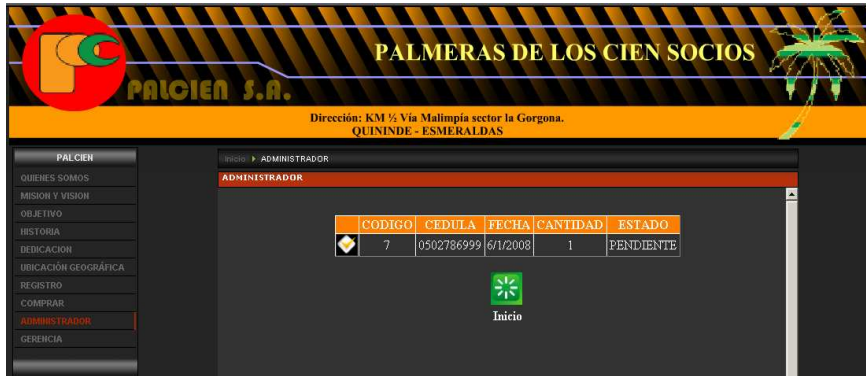 PALMERAS DE LOS CIEN SOCIOS
PALCIEN S.A.
Dirección: KM ½ Vía Malimpía sector la Gorgona.
QUININDE - ESMERALDAS
PALCIEN
QUIENES SOMOS
MISION Y VISION
OBJETIVO
HISTORIA
DEDICACION
UBICACIÓN GEOGRÁFICA
REGISTRO
COMPRAR
ADMINISTRADOR
GERENCIA
Inicio ADMINISTRADOR
ADMINISTRADOR
CODIGO CEDULA FECHA CANTIDAD ESTADO
7 0502786999 6/1/2008 1 PENDIENTE
Inicio